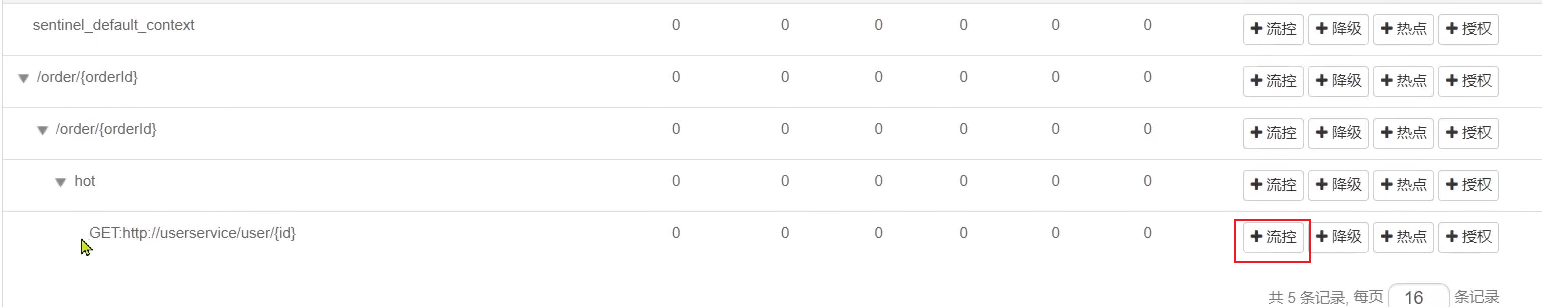 sentinel_default_context 0 0 0 0 0 0 流控 降级 热点 授权
/order/{orderId} 0 0 0 0 0 0 流控 降级 热点 授权
/order/{orderId} 0 0 0 0 0 0 流控 降级 热点 授权
hot 0 0 0 0 0 0 流控 降级 热点 授权
GET:http://userservice/user/{id} 0 0 0 0 0 0 流控 降级 热点 授权
共 5 条记录, 每页 16 条记录